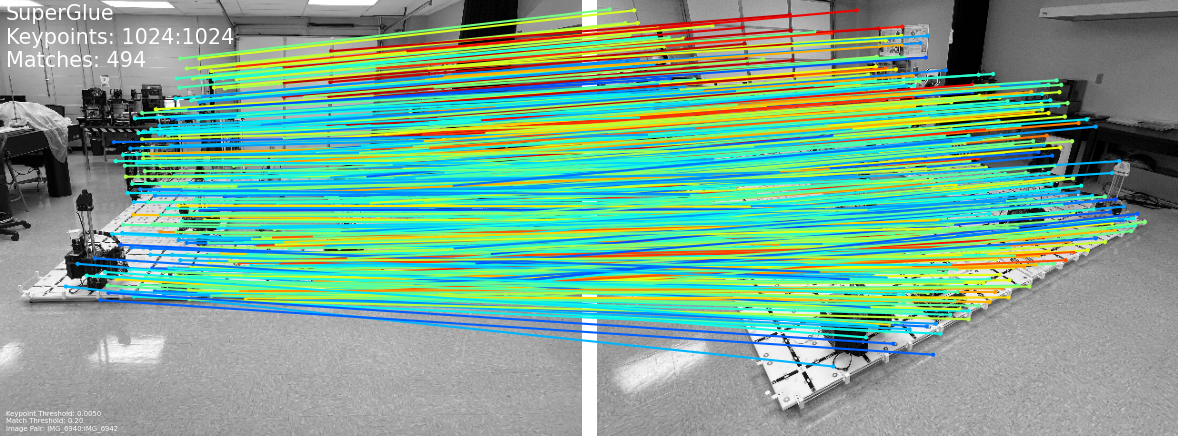 SuperGlue
Keypoints: 1024:1024
Matches: 494
Keypoint Threshold: 0.0050
Match Threshold: 0.20
Image Pair: IMG_6940:IMG_6942